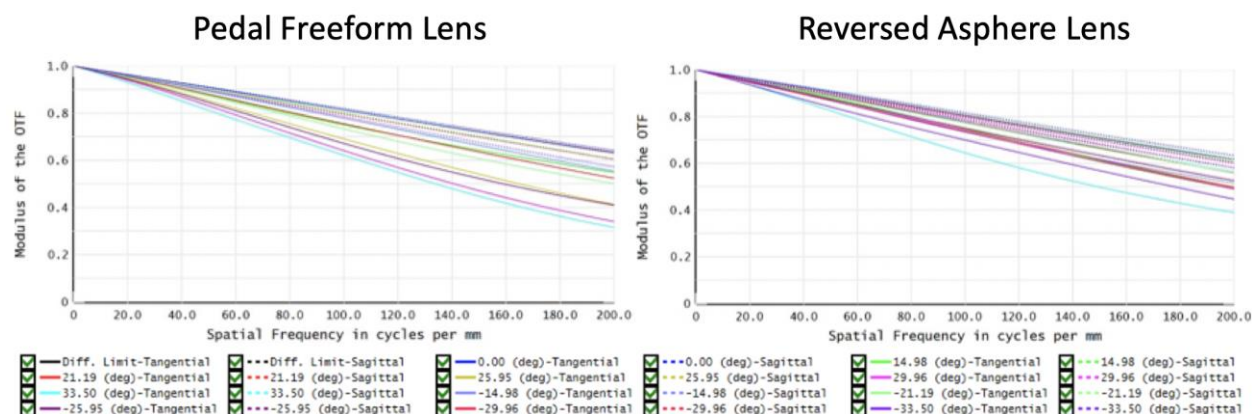 Pedal Freeform Lens
Reversed Asphere Lens
1.0
0.8
0.6
0.4
0.2
0
Modulus of the OTF
0 20.0 40.0 60.0 80.0 100.0 120.0 140.0 160.0 180.0 200.0
Spatial Frequency in cycles per mm
1.0
0.8
0.6
0.4
0.2
0
Modulus of the OTF
0 20.0 40.0 60.0 80.0 100.0 120.0 140.0 160.0 180.0 200.0
Spatial Frequency in cycles per mm
Diff. Limit-Tangential Diff. Limit-Sagittal 0.00 (deg)-Tangential 0.00 (deg)-Sagittal 14.98 (deg)-Tangential 14.98 (deg)-Sagittal
21.19 (deg)-Tangential 21.19 (deg)-Sagittal 25.95 (deg)-Tangential 25.95 (deg)-Sagittal 29.96 (deg)-Tangential 29.96 (deg)-Sagittal
33.50 (deg)-Tangential 33.50 (deg)-Sagittal -14.98 (deg)-Tangential -14.98 (deg)-Sagittal -21.19 (deg)-Tangential -21.19 (deg)-Sagittal
-25.95 (deg)-Tangential -25.95 (deg)-Sagittal -29.96 (deg)-Tangential -29.96 (deg)-Sagittal -33.50 (deg)-Tangential -33.50 (deg)-Sagittal